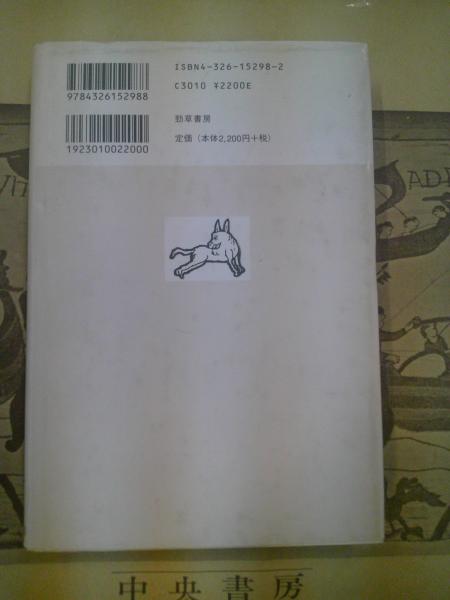 ISBN4-326-15298-2
C3010 ¥2200E
9784326152988
勁草書房
定価（本体2,200円＋税）
1923010022000
中央書房